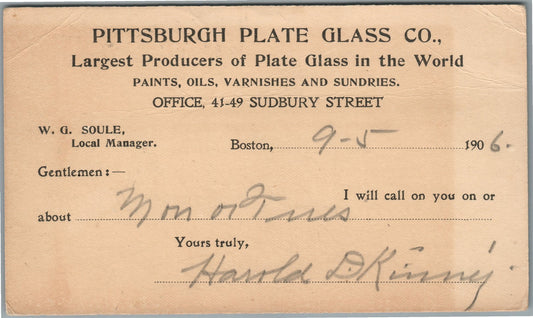 PITTSBURGH PLATE GLASS CO.,
Largest Producers of Plate Glass in the World
PAINTS, OILS, VARNISHES AND SUNDRIES.
OFFICE, 41-49 SUDBURY STREET
W. G. SOULE,
Local Manager.
Boston, 9-5 1906.
Gentlemen:—
I will call on you on or
about Mon or Tues
Yours truly,
Harold D. Kinney